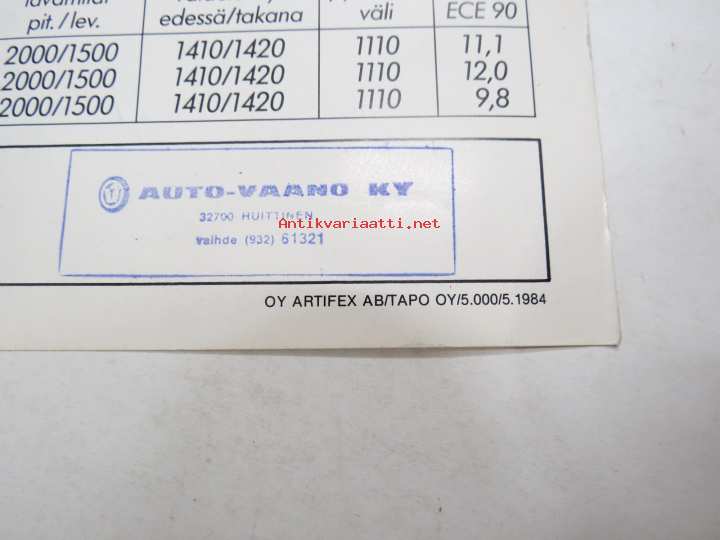 pit./lev. edessä/takana väli ECE 90
2000/1500 1410/1420 1110 11,1
2000/1500 1410/1420 1110 12,0
2000/1500 1410/1420 1110 9,8
AUTO-VAANO KY
32700 HUITTINEN
Antikvariaatti.net
vaihde (932) 61321
OY ARTIFEX AB/TAPO OY/5.000/5.1984